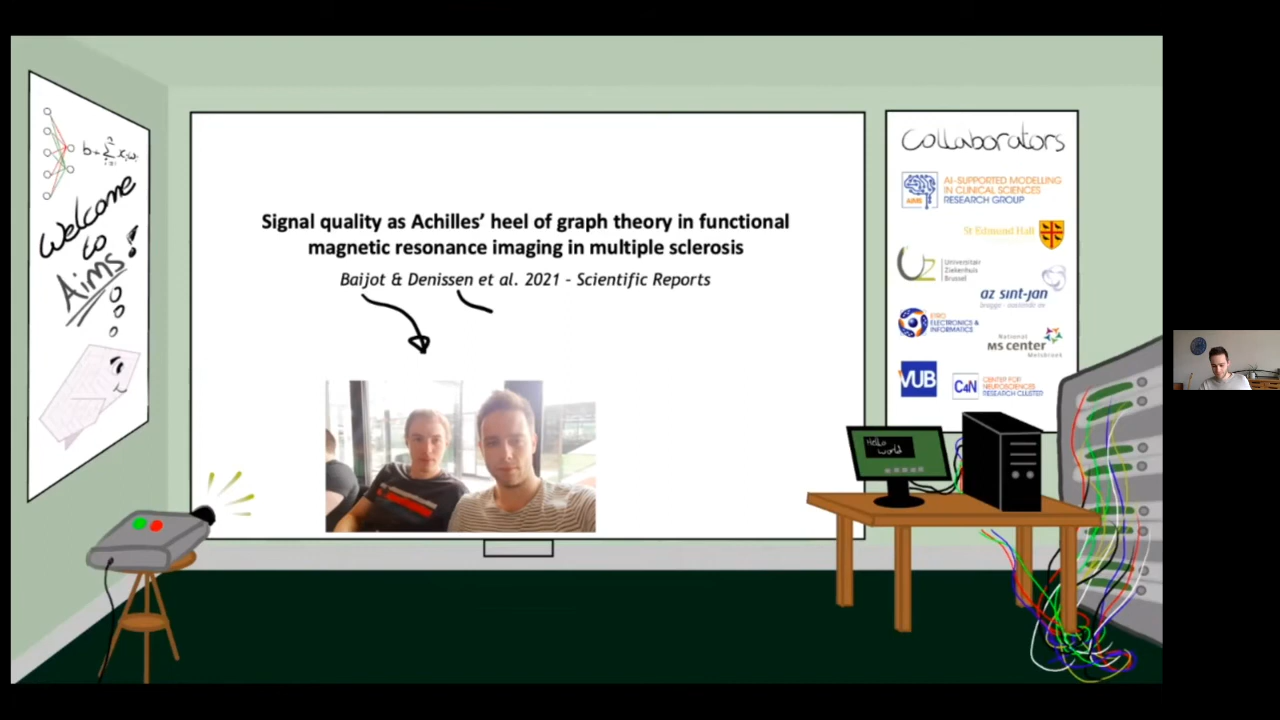 b = Σ xᵢwᵢ
Welcome
to
Aims!
Signal quality as Achilles’ heel of graph theory in functional
magnetic resonance imaging in multiple sclerosis
Baijot & Denissen et al. 2021 - Scientific Reports
Collaborators
AIMS
AI-SUPPORTED MODELLING
IN CLINICAL SCIENCES
RESEARCH GROUP
St Edmund Hall
UZ
Universitair
Ziekenhuis
Brussel
az sint-jan
ETRO
ELECTRONICS &
INFORMATICS
National
MS center
Melsbroek
VUB
C4N
CENTER FOR
NEUROSCIENCES
RESEARCH CLUSTER
Hello
world